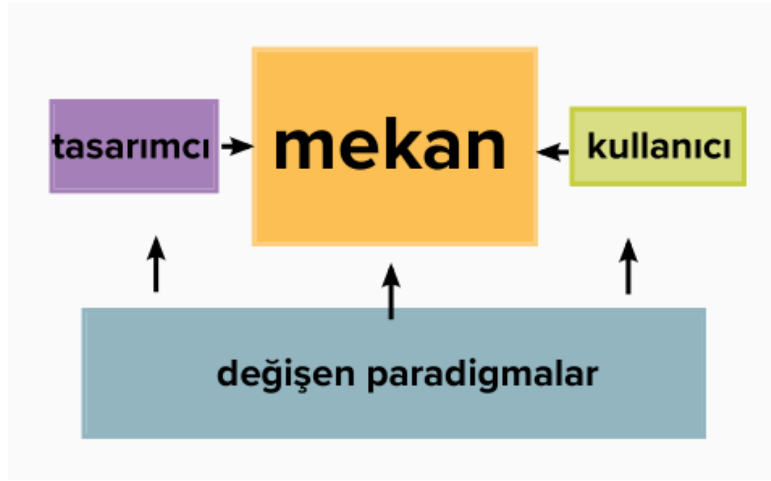 tasarımcı
mekan
kullanıcı
değişen paradigmalar